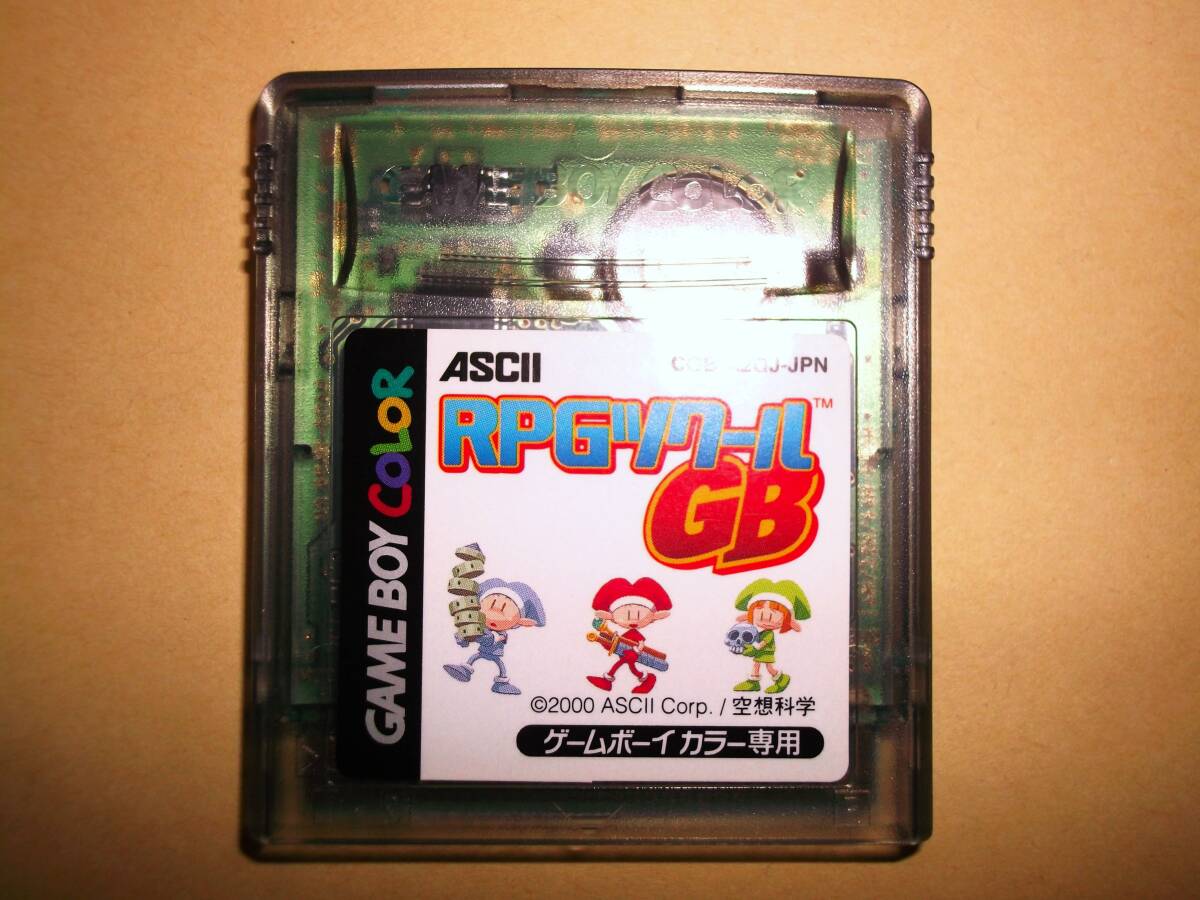 GAME BOY COLOR
GAME BOY COLOR
ASCII
RPGツクール™
GB
©2000 ASCII Corp. / 空想科学
ゲームボーイカラー専用